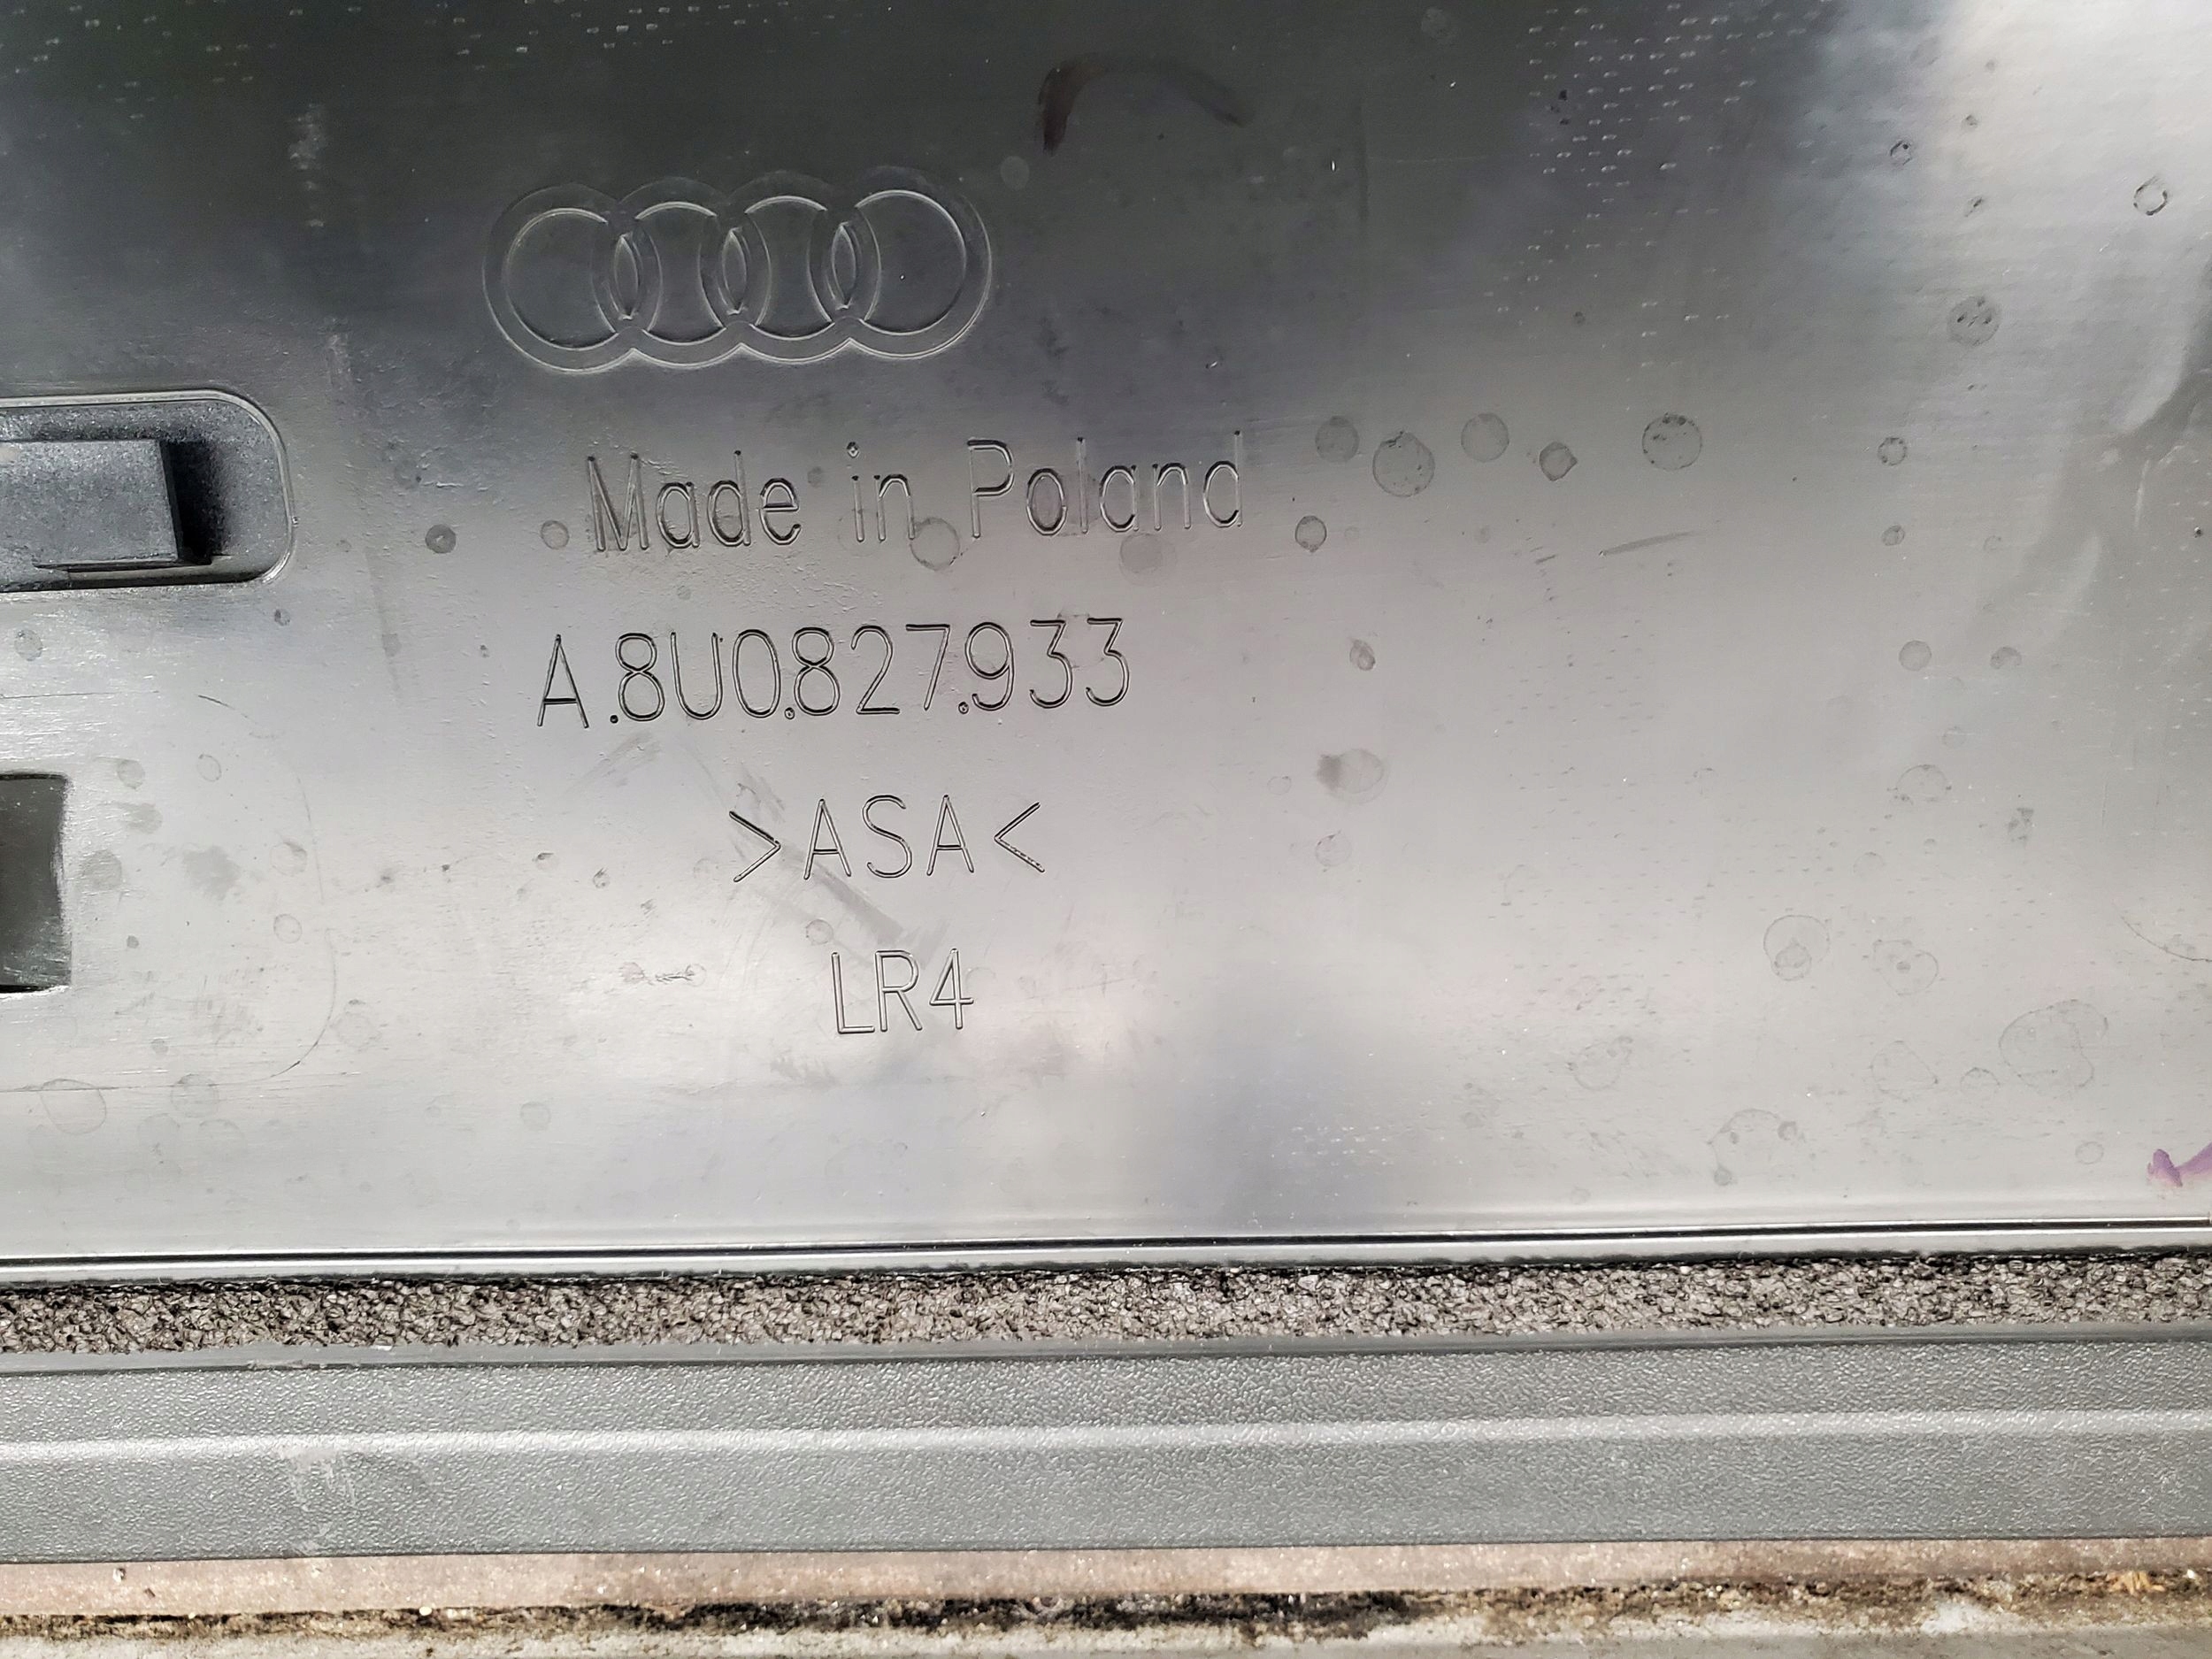 Made in Poland
A.8U0.827.933
>ASA<
LR4